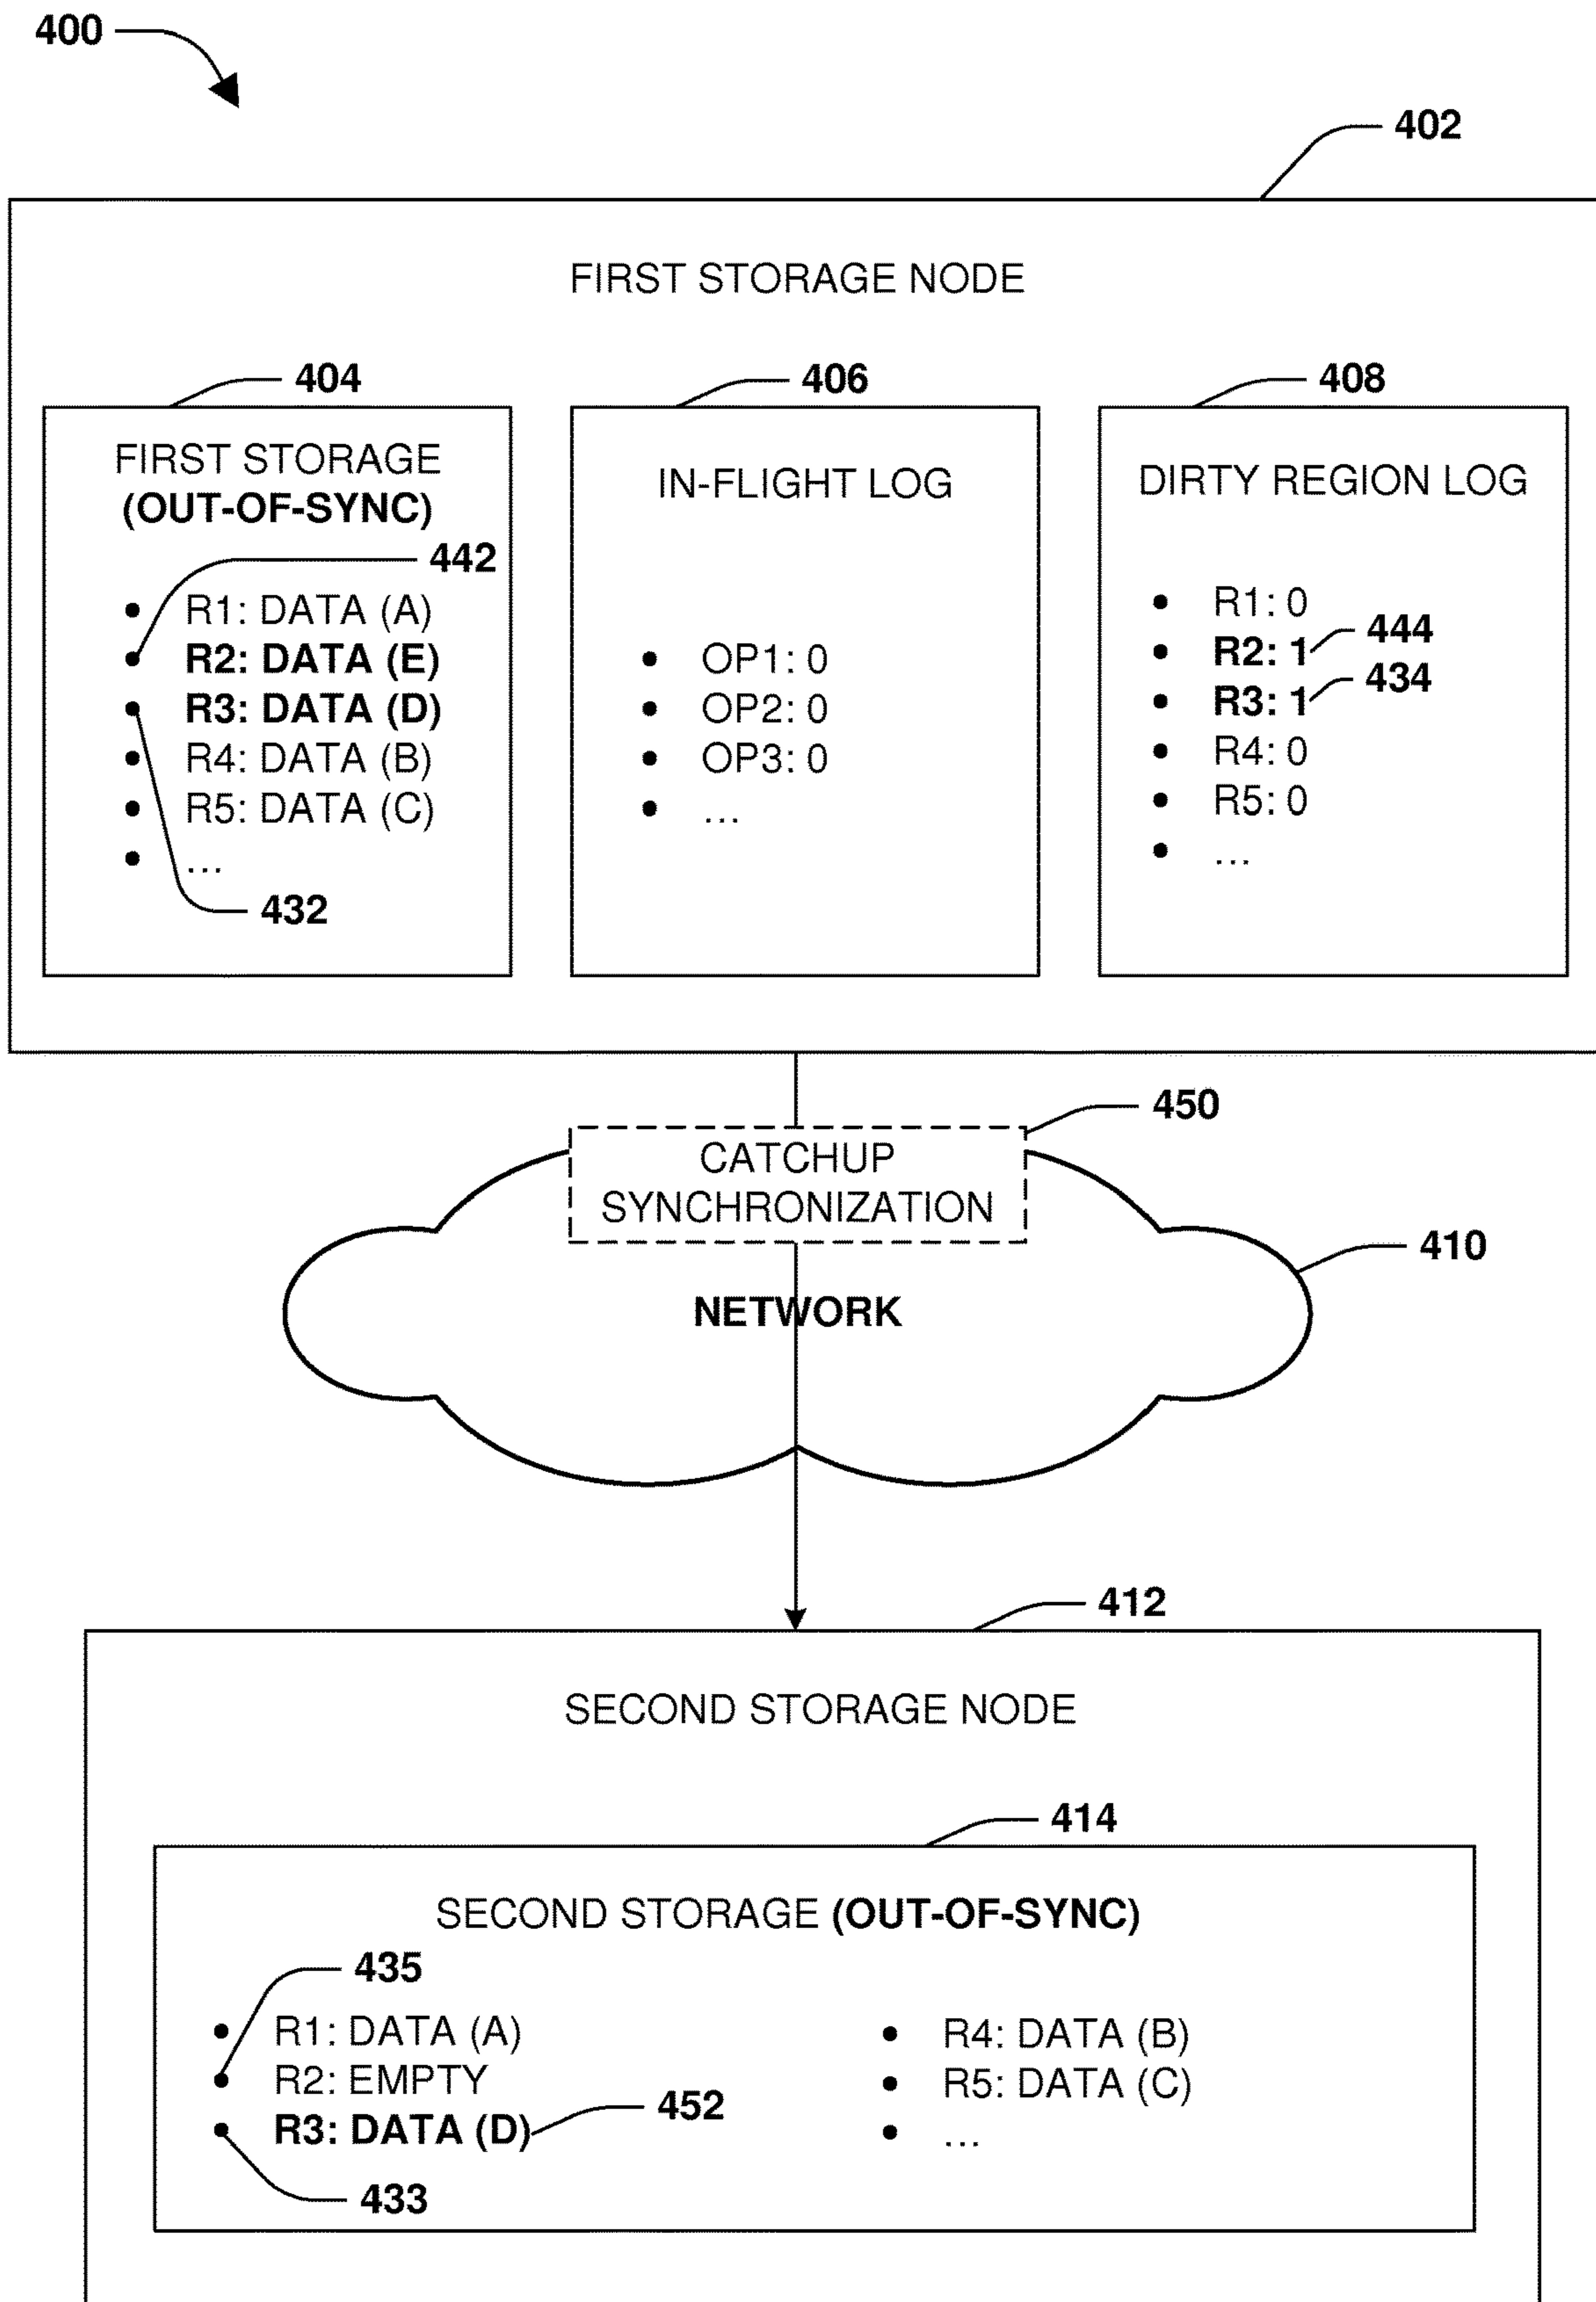 400
402
FIRST STORAGE NODE
404
406
408
FIRST STORAGE
(OUT-OF-SYNC)
442
• R1: DATA (A)
• R2: DATA (E)
• R3: DATA (D)
• R4: DATA (B)
• R5: DATA (C)
• ...
432
IN-FLIGHT LOG
• OP1: 0
• OP2: 0
• OP3: 0
• ...
DIRTY REGION LOG
• R1: 0
• R2: 1 444
• R3: 1 434
• R4: 0
• R5: 0
• ...
450
CATCHUP
SYNCHRONIZATION
410
NETWORK
412
SECOND STORAGE NODE
414
SECOND STORAGE (OUT-OF-SYNC)
435
• R1: DATA (A)
• R2: EMPTY
• R3: DATA (D) 452
433
• R4: DATA (B)
• R5: DATA (C)
• ...